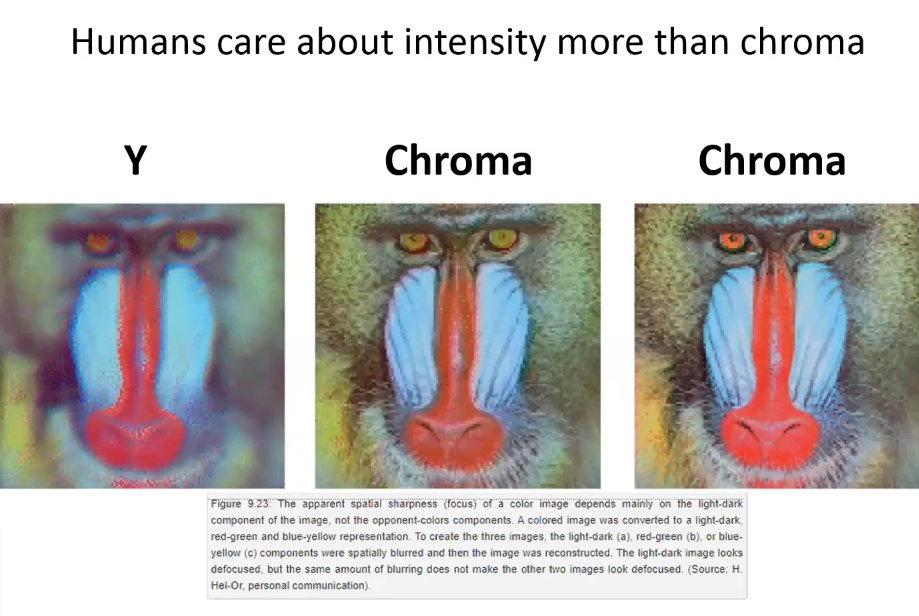 Humans care about intensity more than chroma
Y
Chroma
Chroma
Figure 9.23: The apparent spatial sharpness (focus) of a color image depends mainly on the light-dark
component of the image, not the opponent-colors components. A colored image was converted to a light-dark,
red-green and blue-yellow representation. To create the three images, the light-dark (a), red-green (b), or blue-
yellow (c) components were spatially blurred and then the image was reconstructed. The light-dark image looks
defocused, but the same amount of blurring does not make the other two images look defocused. (Source: H.
Hel-Or, personal communication).